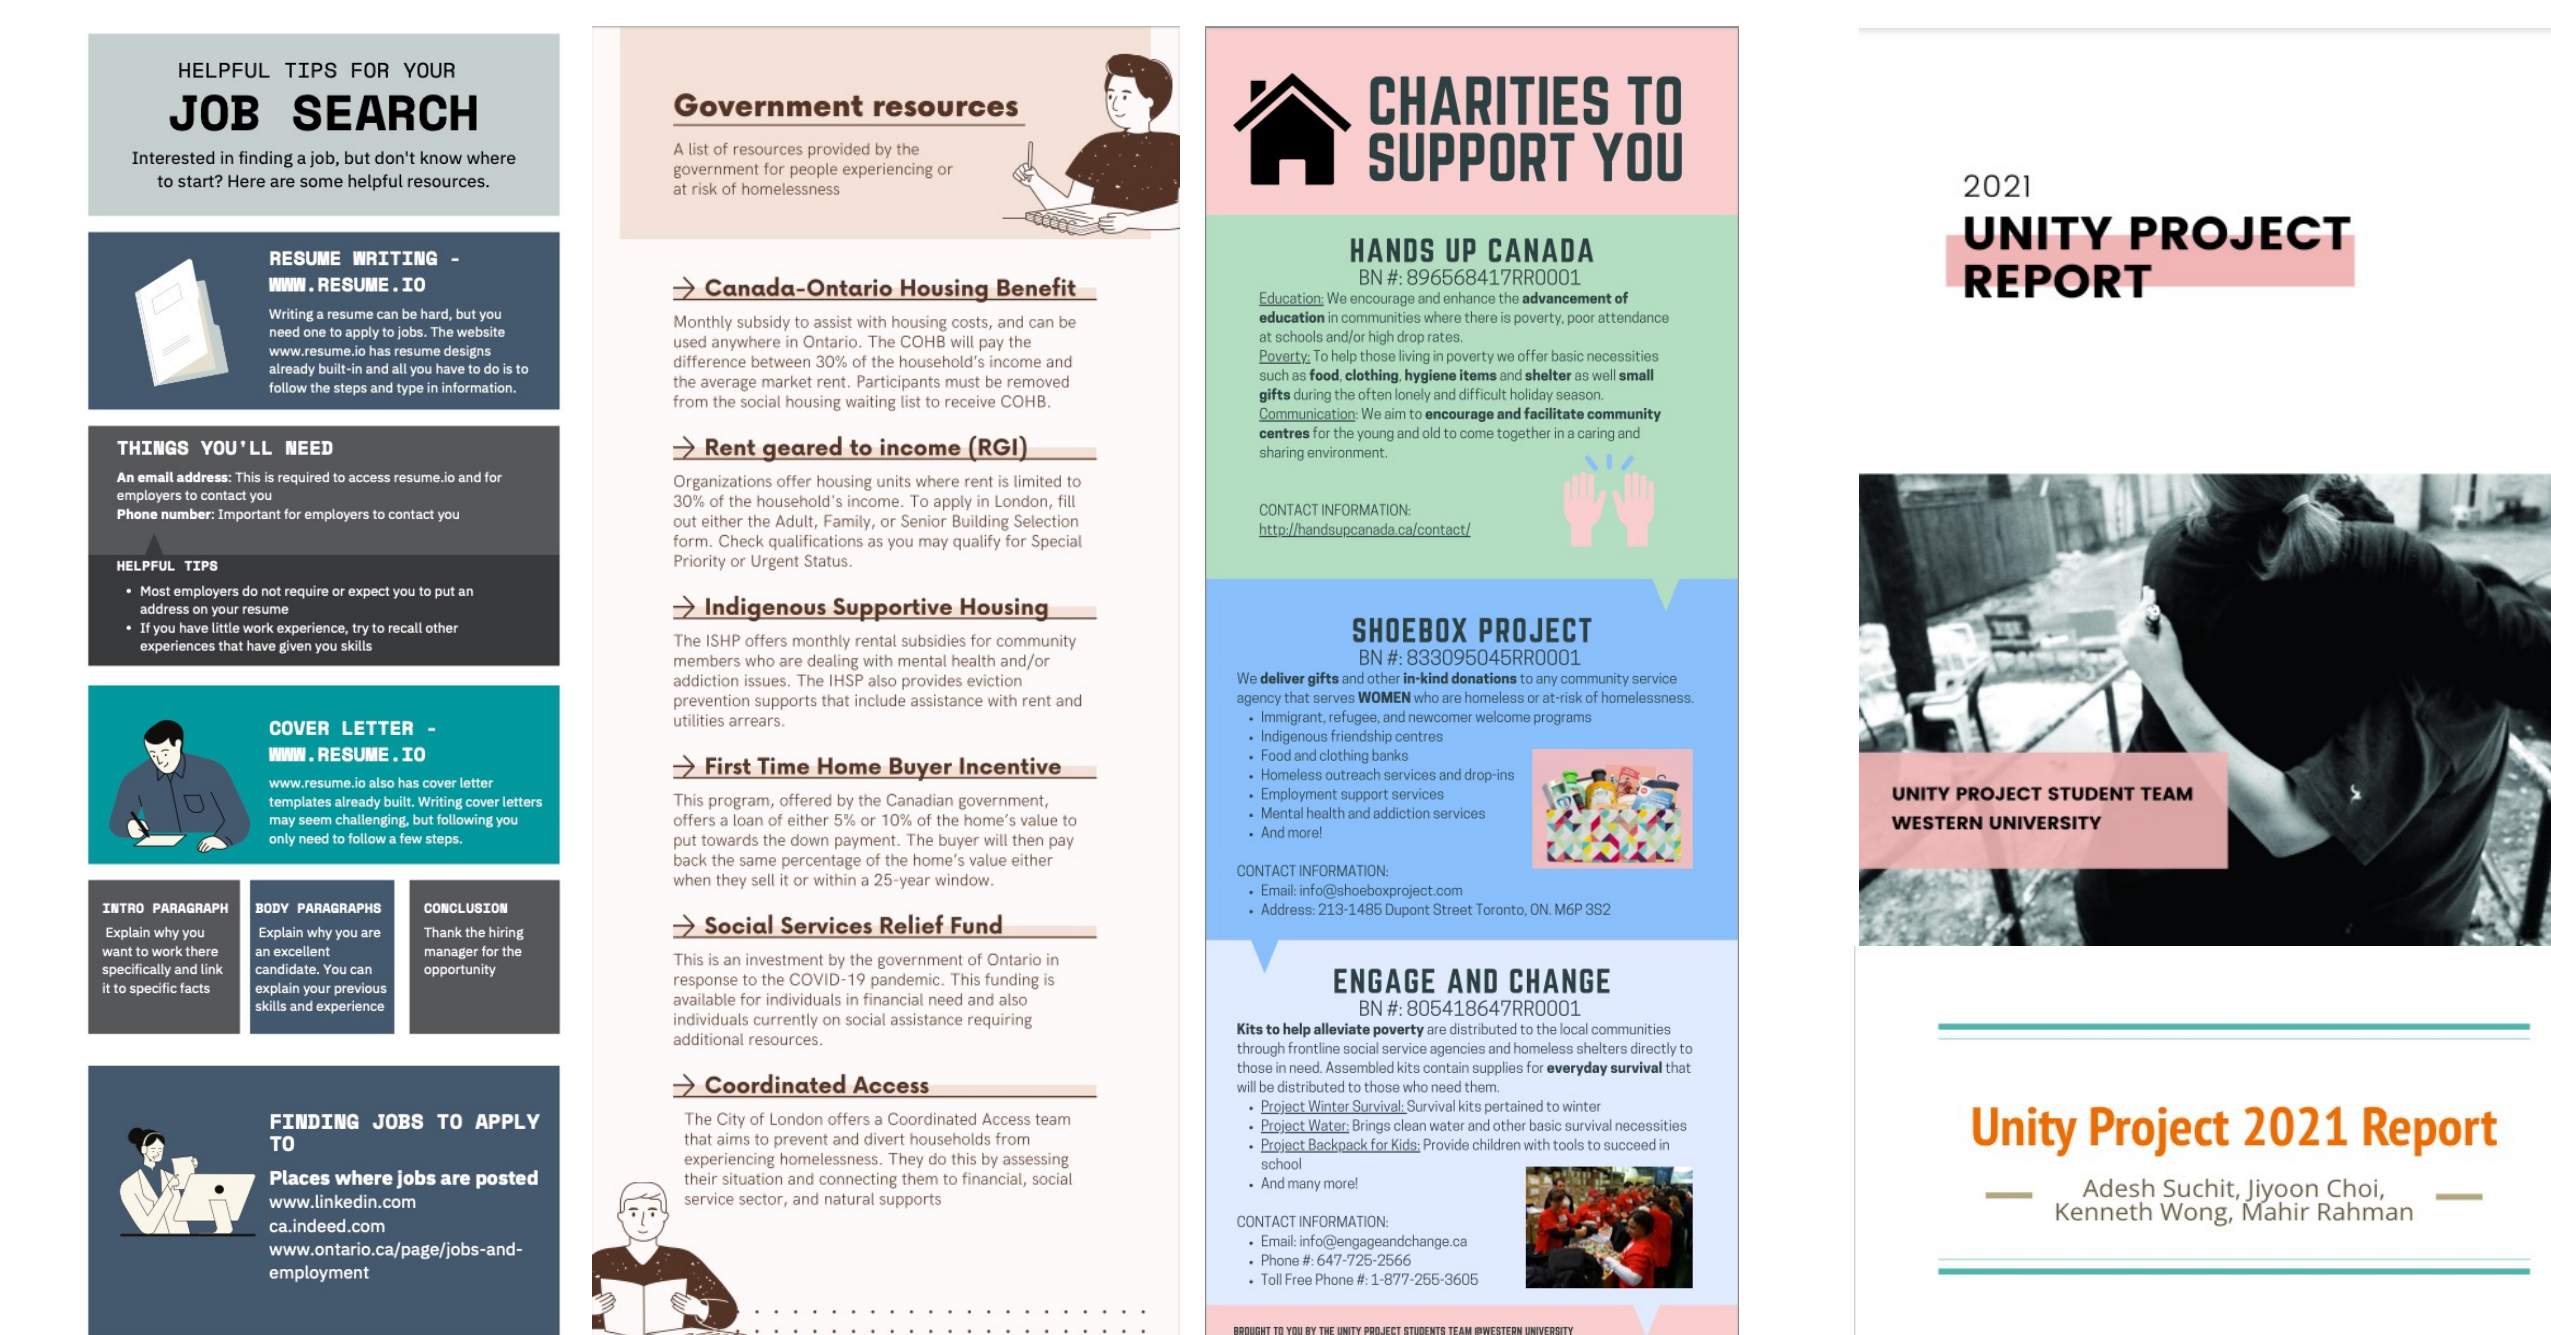 HELPFUL TIPS FOR YOUR
JOB SEARCH
Interested in finding a job, but don't know where
to start? Here are some helpful resources.
RESUME WRITING -
WWW.RESUME.IO
Writing a resume can be hard, but you
need one to apply to jobs. The website
www.resume.io has resume designs
already built-in and all you have to do is to
follow the steps and type in information.
THINGS YOU'LL NEED
An email address: This is required to access resume.io and for
employers to contact you
Phone number: Important for employers to contact you
HELPFUL TIPS
• Most employers do not require or expect you to put an
address on your resume
• If you have little work experience, try to recall other
experiences that have given you skills
COVER LETTER -
WWW.RESUME.IO
www.resume.io also has cover letter
templates already built. Writing cover letters
may seem challenging, but following you
only need to follow a few steps.
INTRO PARAGRAPH
Explain why you
want to work there
specifically and link
it to specific facts
BODY PARAGRAPHS
Explain why you are
an excellent
candidate. You can
explain your previous
skills and experience
CONCLUSION
Thank the hiring
manager for the
opportunity
FINDING JOBS TO APPLY
TO
Places where jobs are posted
www.linkedin.com
ca.indeed.com
www.ontario.ca/page/jobs-and-
employment
Government resources
A list of resources provided by the
government for people experiencing or
at risk of homelessness
→ Canada-Ontario Housing Benefit
Monthly subsidy to assist with housing costs, and can be
used anywhere in Ontario. The COHB will pay the
difference between 30% of the household's income and
the average market rent. Participants must be removed
from the social housing waiting list to receive COHB.
→ Rent geared to income (RGI)
Organizations offer housing units where rent is limited to
30% of the household's income. To apply in London, fill
out either the Adult, Family, or Senior Building Selection
form. Check qualifications as you may qualify for Special
Priority or Urgent Status.
→ Indigenous Supportive Housing
The ISHP offers monthly rental subsidies for community
members who are dealing with mental health and/or
addiction issues. The IHSP also provides eviction
prevention supports that include assistance with rent and
utilities arrears.
→ First Time Home Buyer Incentive
This program, offered by the Canadian government,
offers a loan of either 5% or 10% of the home's value to
put towards the down payment. The buyer will then pay
back the same percentage of the home's value either
when they sell it or within a 25-year window.
→ Social Services Relief Fund
This is an investment by the government of Ontario in
response to the COVID-19 pandemic. This funding is
available for individuals in financial need and also
individuals currently on social assistance requiring
additional resources.
→ Coordinated Access
The City of London offers a Coordinated Access team
that aims to prevent and divert households from
experiencing homelessness. They do this by assessing
their situation and connecting them to financial, social
service sector, and natural supports
CHARITIES TO
SUPPORT YOU
HANDS UP CANADA
BN #: 896568417RR0001
Education: We encourage and enhance the advancement of
education in communities where there is poverty, poor attendance
at schools and/or high drop rates.
Poverty: To help those living in poverty we offer basic necessities
such as food, clothing, hygiene items and shelter as well small
gifts during the often lonely and difficult holiday season.
Communication: We aim to encourage and facilitate community
centres for the young and old to come together in a caring and
sharing environment.
CONTACT INFORMATION:
http://handsupcanada.ca/contact/
SHOEBOX PROJECT
BN #: 833095045RR0001
We deliver gifts and other in-kind donations to any community service
agency that serves WOMEN who are homeless or at-risk of homelessness.
• Immigrant, refugee, and newcomer welcome programs
• Indigenous friendship centres
• Food and clothing banks
• Homeless outreach services and drop-ins
• Employment support services
• Mental health and addiction services
• And more!
CONTACT INFORMATION:
• Email: info@shoeboxproject.com
• Address: 213-1485 Dupont Street Toronto, ON. M6P 3S2
ENGAGE AND CHANGE
BN #: 805418647RR0001
Kits to help alleviate poverty are distributed to the local communities
through frontline social service agencies and homeless shelters directly to
those in need. Assembled kits contain supplies for everyday survival that
will be distributed to those who need them.
• Project Winter Survival: Survival kits pertained to winter
• Project Water: Brings clean water and other basic survival necessities
• Project Backpack for Kids: Provide children with tools to succeed in
school
• And many more!
CONTACT INFORMATION:
• Email: info@engageandchange.ca
• Phone #: 647-725-2566
• Toll Free Phone #: 1-877-255-3605
BROUGHT TO YOU BY THE UNITY PROJECT STUDENTS TEAM @WESTERN UNIVERSITY
2021
UNITY PROJECT
REPORT
UNITY PROJECT STUDENT TEAM
WESTERN UNIVERSITY
Unity Project 2021 Report
Adesh Suchit, Jiyoon Choi,
Kenneth Wong, Mahir Rahman